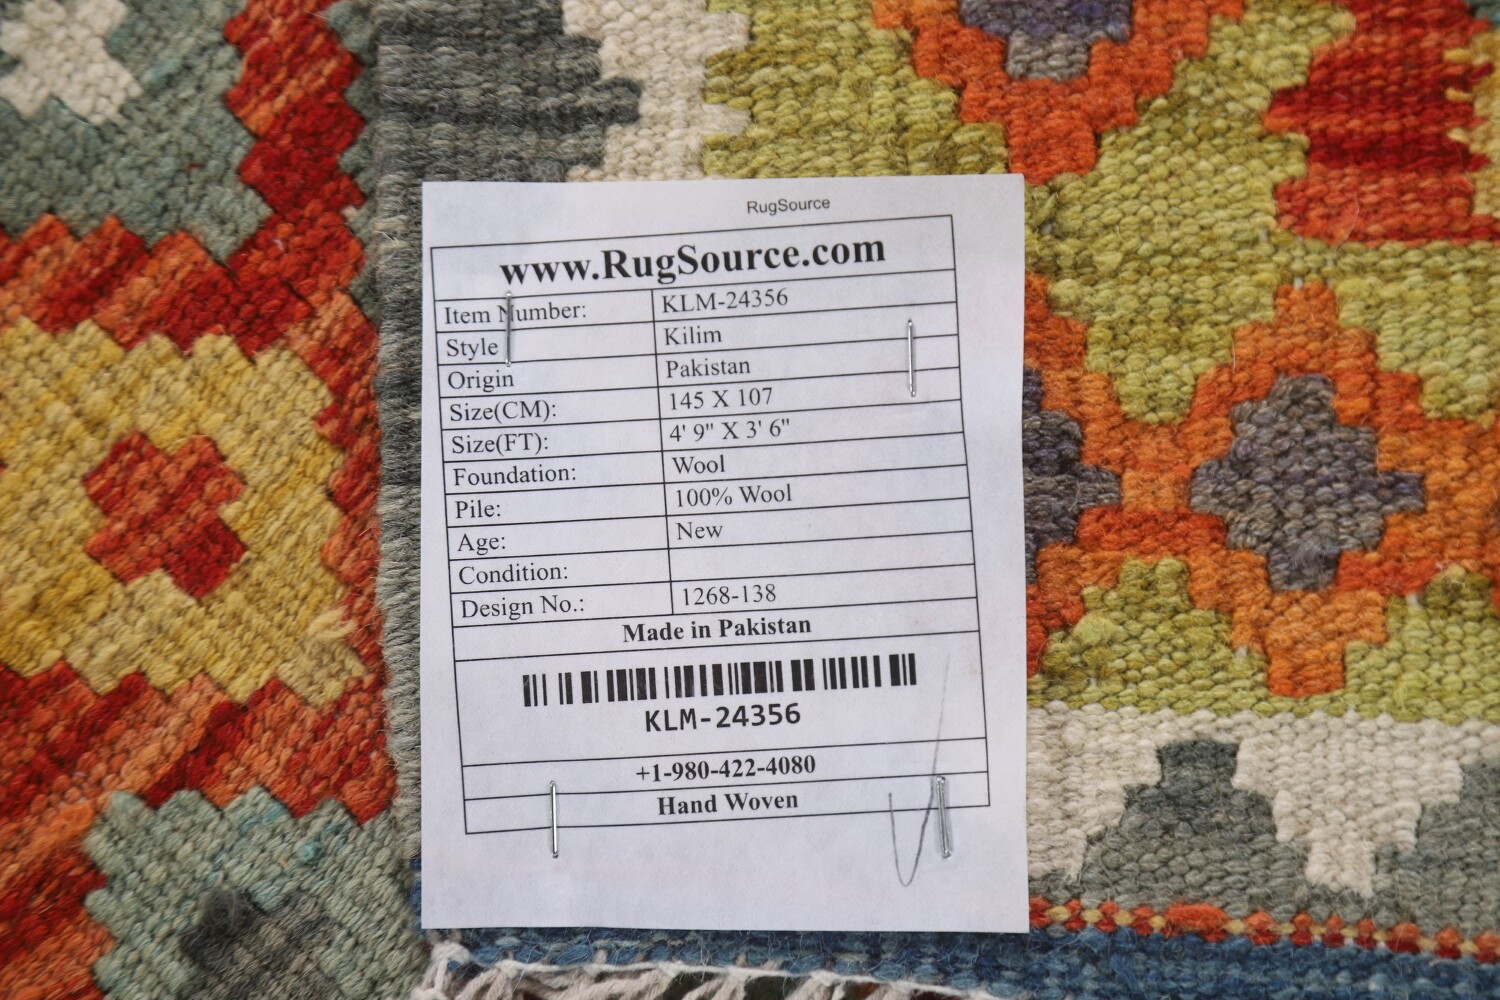 RugSource
www.RugSource.com
Item Number: KLM-24356
Style Kilim
Origin Pakistan
Size(CM): 145 X 107
Size(FT): 4' 9" X 3' 6"
Foundation: Wool
Pile: 100% Wool
Age: New
Condition:
Design No.: 1268-138
Made in Pakistan
KLM-24356
+1-980-422-4080
Hand Woven